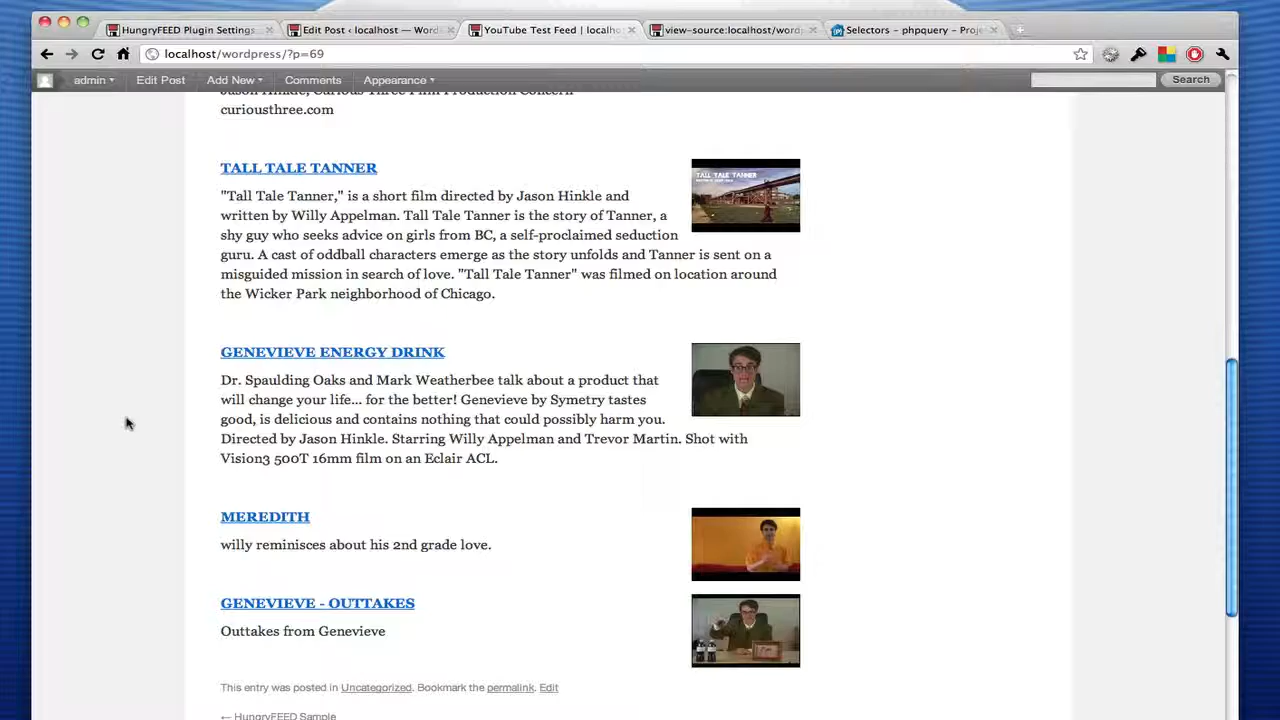 HungryFEED Plugin Settings
Edit Post ‹ localhost — Word
YouTube Test Feed | localho
view-source:localhost/wordp
Selectors - phpquery - Proje
localhost/wordpress/?p=69
admin
Edit Post
Add New
Comments
Appearance
Search
Jason Hinkle, Curious Three Film Production Concern
curiousthree.com
TALL TALE TANNER
TALL TALE TANNER
"Tall Tale Tanner," is a short film directed by Jason Hinkle and
written by Willy Appelman. Tall Tale Tanner is the story of Tanner, a
shy guy who seeks advice on girls from BC, a self-proclaimed seduction
guru. A cast of oddball characters emerge as the story unfolds and Tanner is sent on a
misguided mission in search of love. "Tall Tale Tanner" was filmed on location around
the Wicker Park neighborhood of Chicago.
GENEVIEVE ENERGY DRINK
Dr. Spaulding Oaks and Mark Weatherbee talk about a product that
will change your life... for the better! Genevieve by Symetry tastes
good, is delicious and contains nothing that could possibly harm you.
Directed by Jason Hinkle. Starring Willy Appelman and Trevor Martin. Shot with
Vision3 500T 16mm film on an Eclair ACL.
MEREDITH
willy reminisces about his 2nd grade love.
GENEVIEVE - OUTTAKES
Outtakes from Genevieve
This entry was posted in Uncategorized. Bookmark the permalink. Edit
← HungryFEED Sample